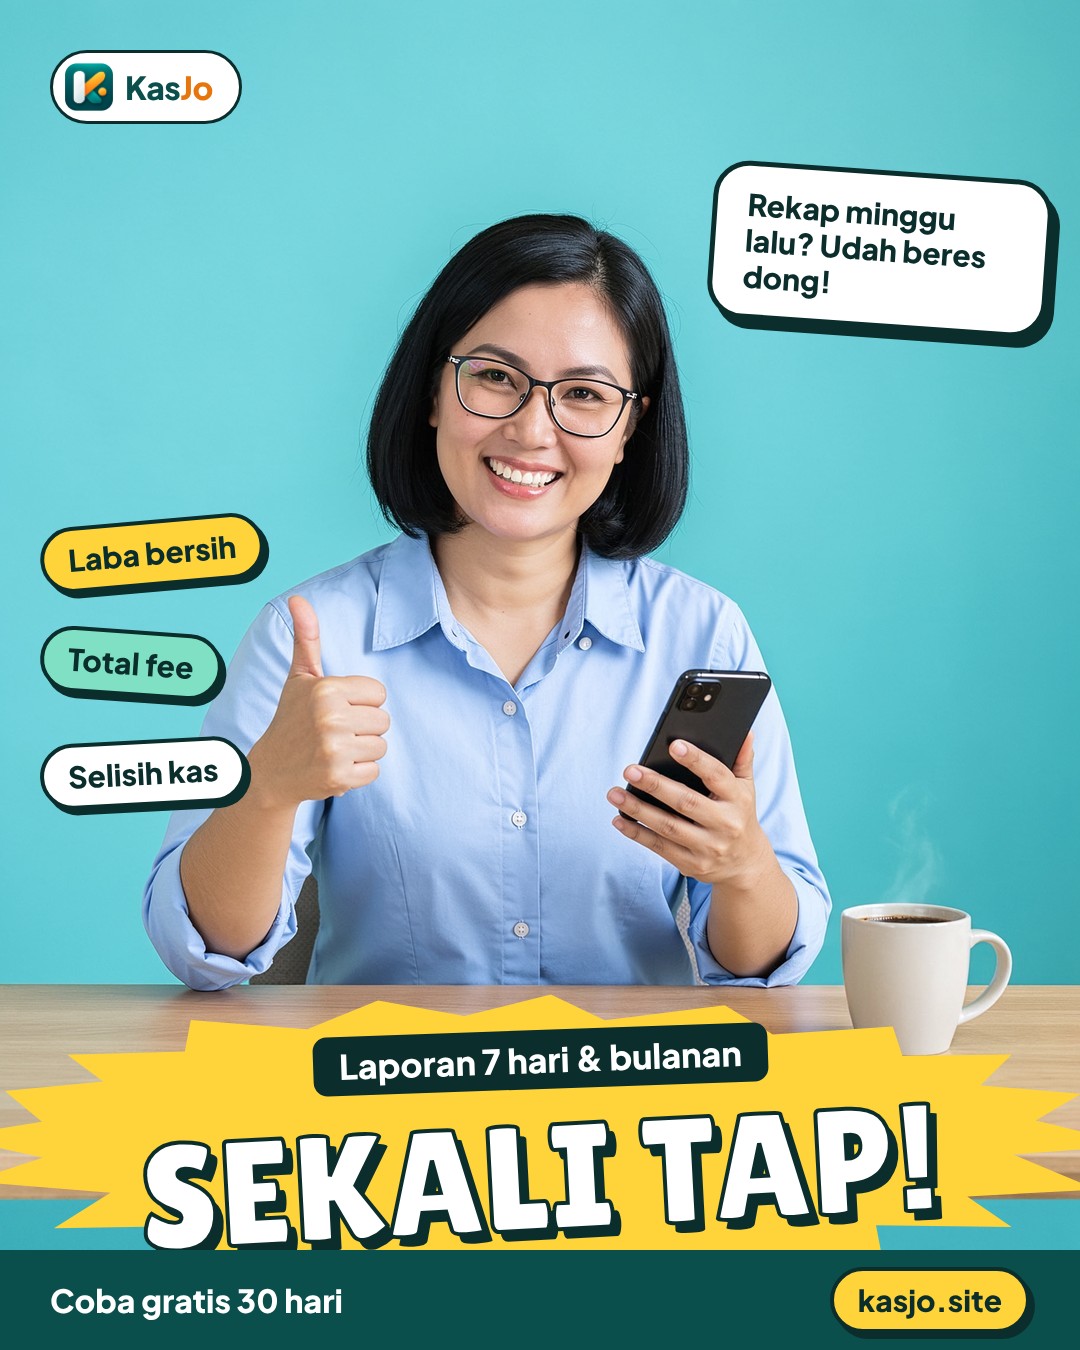 KasJo
Rekap minggu
lalu? Udah beres
dong!
Laba bersih
Total fee
Selisih kas
Laporan 7 hari & bulanan
SEKALI TAP!
Coba gratis 30 hari
kasjo.site